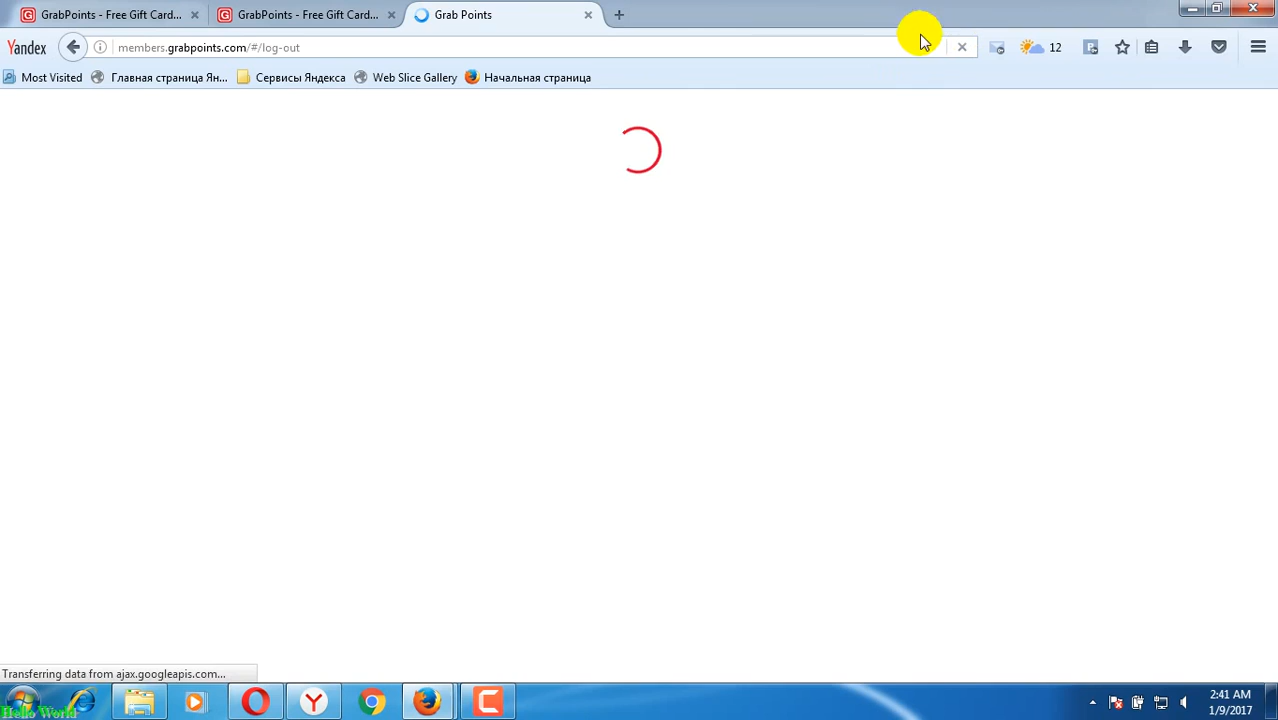 GrabPoints - Free Gift Card...
GrabPoints - Free Gift Card...
Grab Points
Yandex
members.grabpoints.com/#/log-out
12
Most Visited
Главная страница Ян...
Сервисы Яндекса
Web Slice Gallery
Начальная страница
Transferring data from ajax.googleapis.com...
Hello World
2:41 AM
1/9/2017